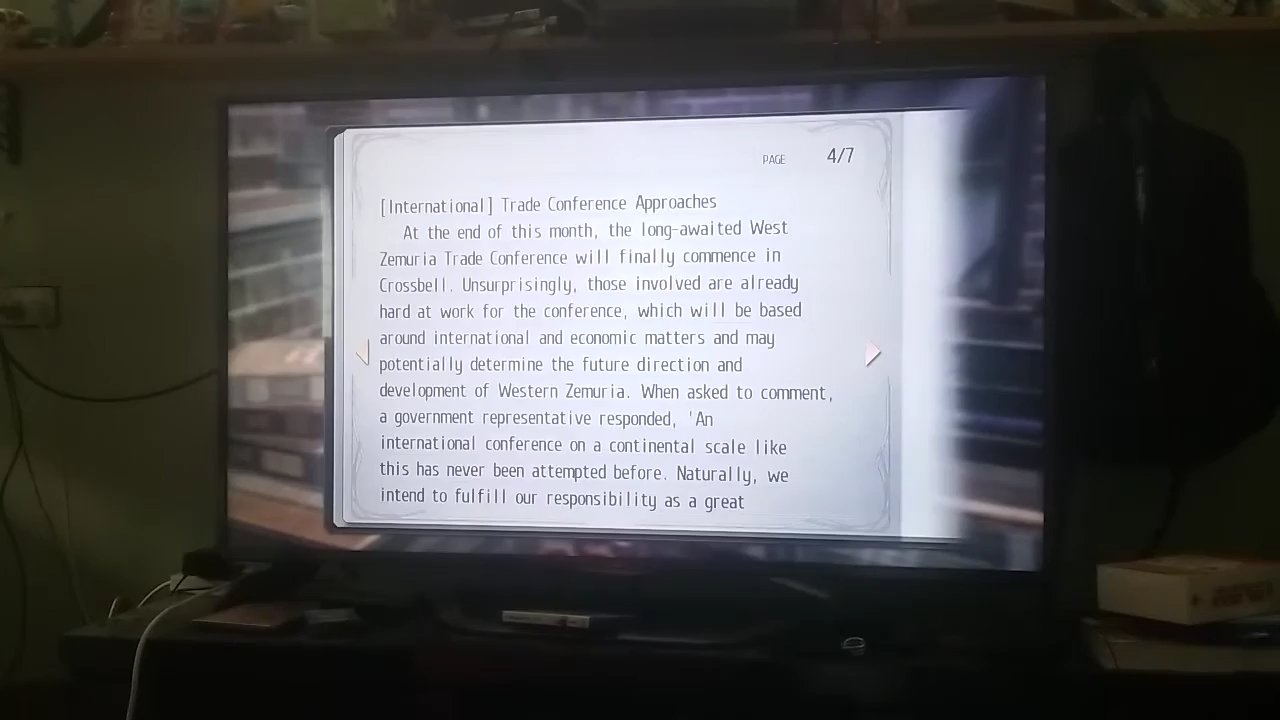 PAGE 4/7
[International] Trade Conference Approaches
At the end of this month, the long-awaited West
Zemuria Trade Conference will finally commence in
Crossbell. Unsurprisingly, those involved are already
hard at work for the conference, which will be based
around international and economic matters and may
potentially determine the future direction and
development of Western Zemuria. When asked to comment,
a government representative responded, 'An
international conference on a continental scale like
this has never been attempted before. Naturally, we
intend to fulfill our responsibility as a great